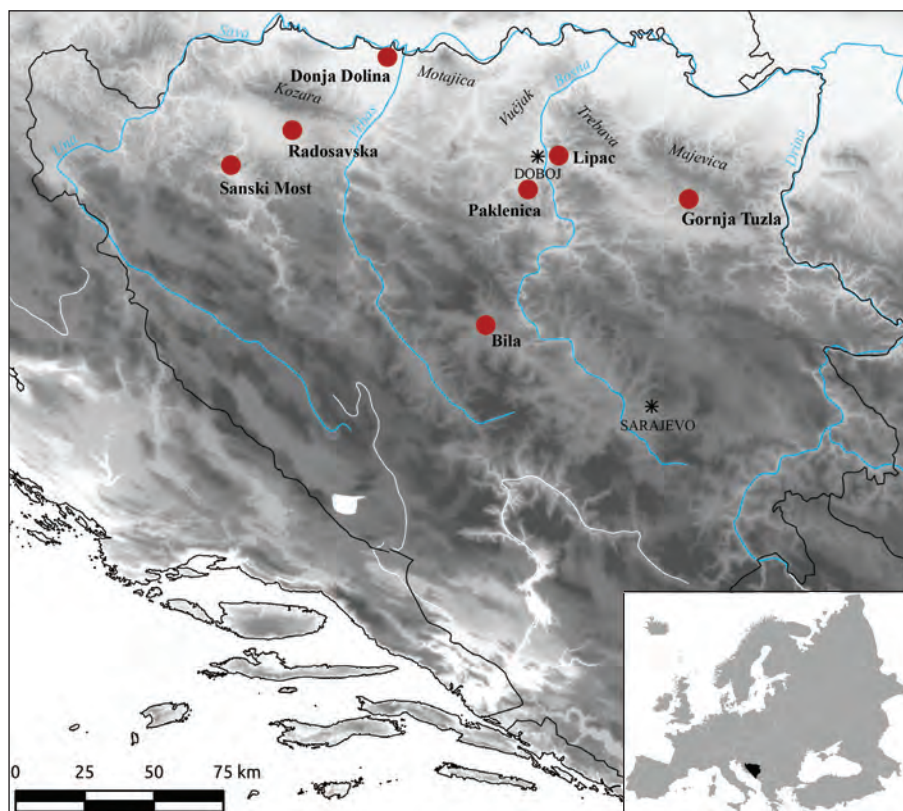 Sava
Donja Dolina
Motajica
Bosna
Kozara
Vučjak
Vrbas
Trebava
Una
Radosavska
Lipac
Majevica
Drina
DOBOJ
Sanski Most
Paklenica
Gornja Tuzla
Bila
SARAJEVO
0 25 50 75 km